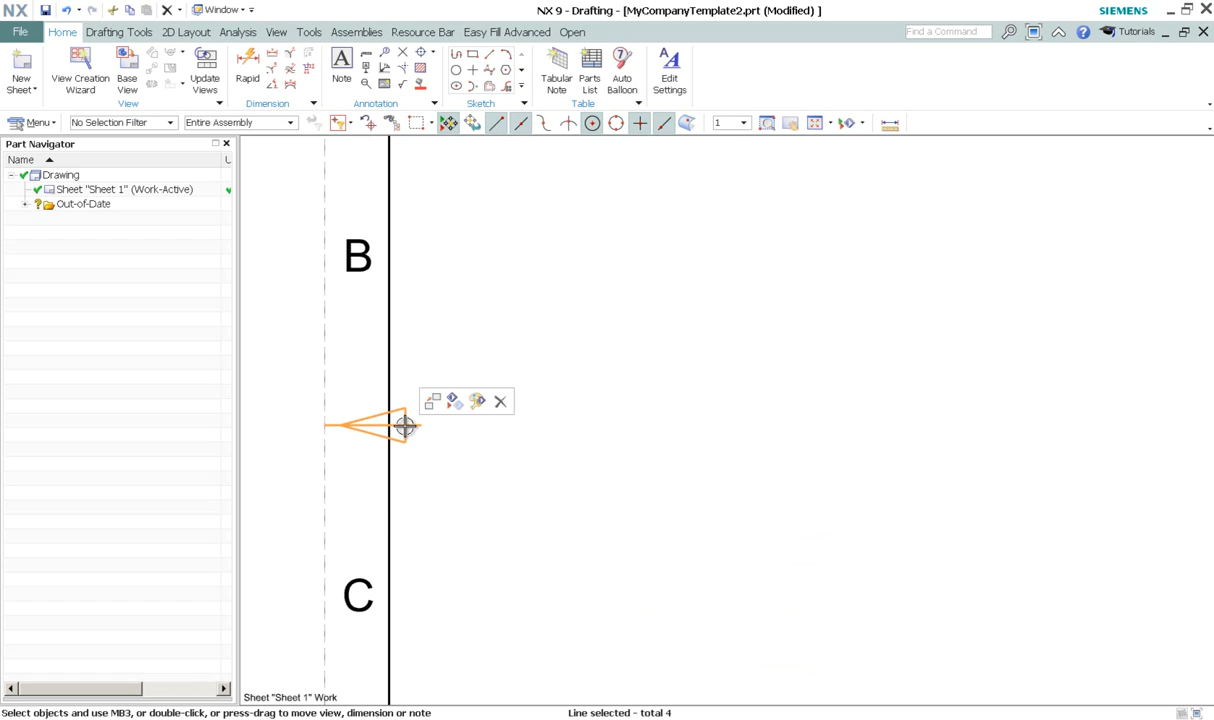 NX
Window
NX 9 - Drafting - [MyCompanyTemplate2.prt (Modified) ]
SIEMENS
File
Home
Drafting Tools
2D Layout
Analysis
View
Tools
Assemblies
Resource Bar
Easy Fill Advanced
Open
Find a Command
Tutorials
New
Sheet
View Creation
Wizard
Base
View
Update
Views
View
Rapid
Dimension
Note
Annotation
Sketch
Tabular
Note
Parts
List
Auto
Balloon
Table
Edit
Settings
Menu
No Selection Filter
Entire Assembly
1
Part Navigator
Name
Drawing
Sheet "Sheet 1" (Work-Active)
Out-of-Date
B
C
Sheet "Sheet 1" Work
Select objects and use MB3, or double-click, or press-drag to move view, dimension or note
Line selected - total 4